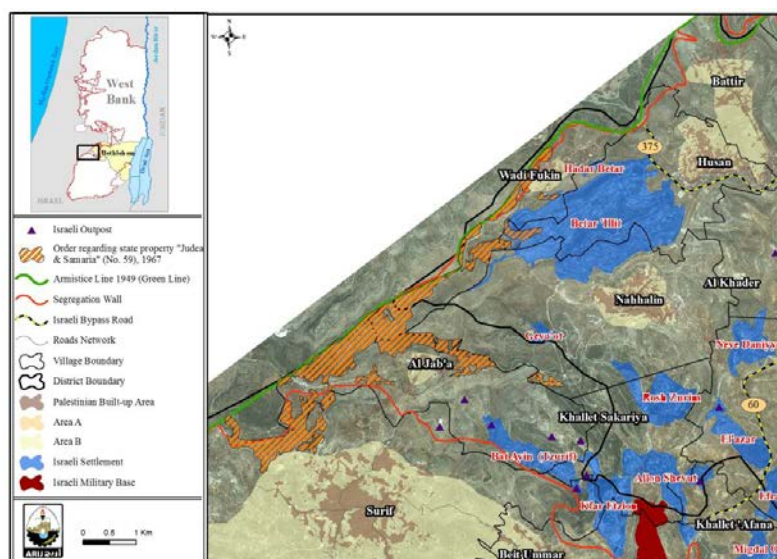 West
Bank
JORDAN
Bethlehem
ISRAEL
Israeli Outpost
Order regarding state property "Judea
& Samaria" (No. 59), 1967
Armistice Line 1949 (Green Line)
Segregation Wall
Israeli Bypass Road
Roads Network
Village Boundary
District Boundary
Palestinian Built-up Area
Area A
Area B
Israeli Settlement
Israeli Military Base
0 0.5 1 Km
Battir
375
Husan
Wadi Fukin
Hadar Betar
Betar 'Illit
Al Khader
Nahhalin
Geva'ot
Neve Daniy
Al Jab'a
Rosh Zurim
60
Khallet Sakariya
El'azar
Bat Ayin (Tzurif)
Allon Shevut
Efr
Surif
Kfar Etzion
Khallet 'Afana
Beit Ummar
Migdal